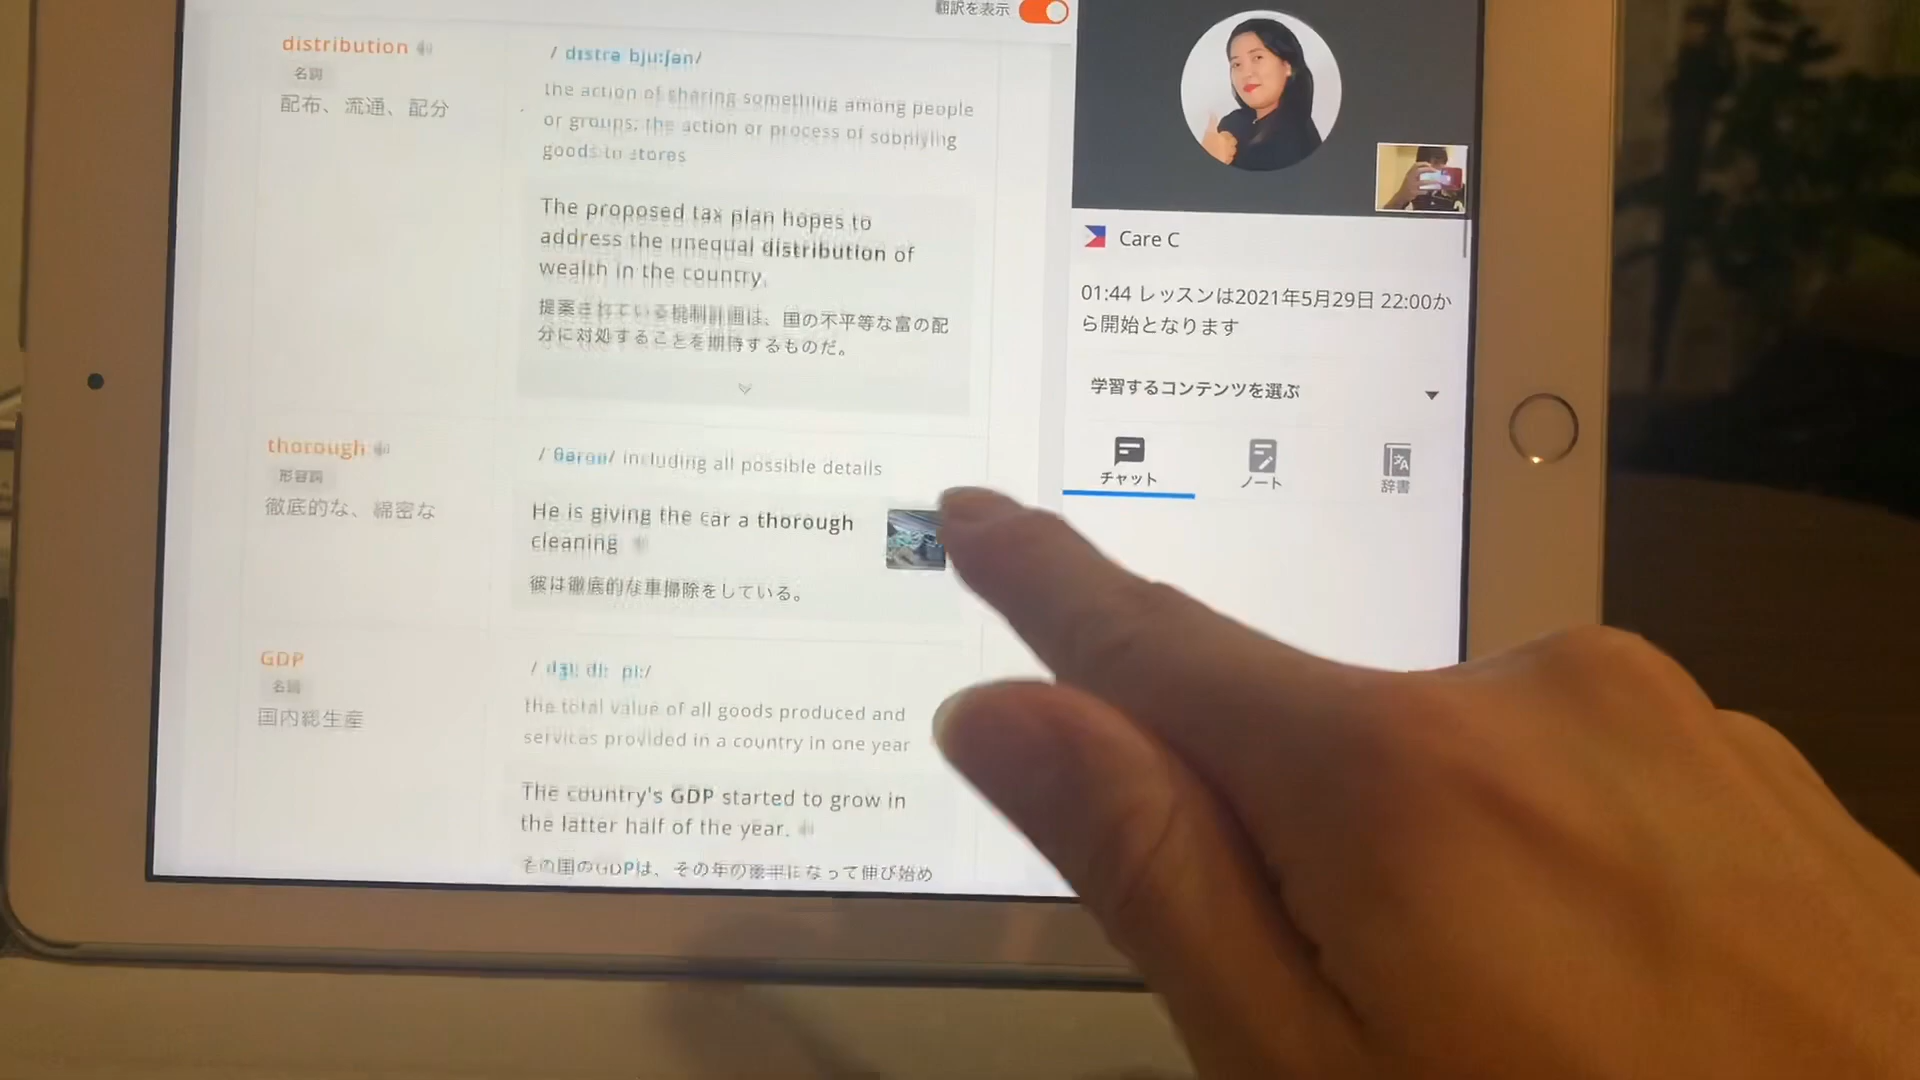 翻訳を表示
distribution
名詞
配布、流通、配分
/ dɪstrə bjuːʃən/
the action of sharing something among people
or groups; the action or process of supplying
goods to stores
The proposed tax plan hopes to
address the unequal distribution of
wealth in the country.
提案されている税制計画は、国の不平等な富の配
分に対処することを期待するものだ。
thorough
形容詞
徹底的な、綿密な
including all possible details
He is giving the car a thorough
cleaning
彼は徹底的な車掃除をしている。
GDP
名詞
国内総生産
/ dʒiː diː piː/
the total value of all goods produced and
services provided in a country in one year
The country's GDP started to grow in
the latter half of the year.
その国のGDPは、その年の後半になって伸び始め
Care C
01:44 レッスンは2021年5月29日 22:00か
ら開始となります
学習するコンテンツを選ぶ
チャット
ノート
辞書